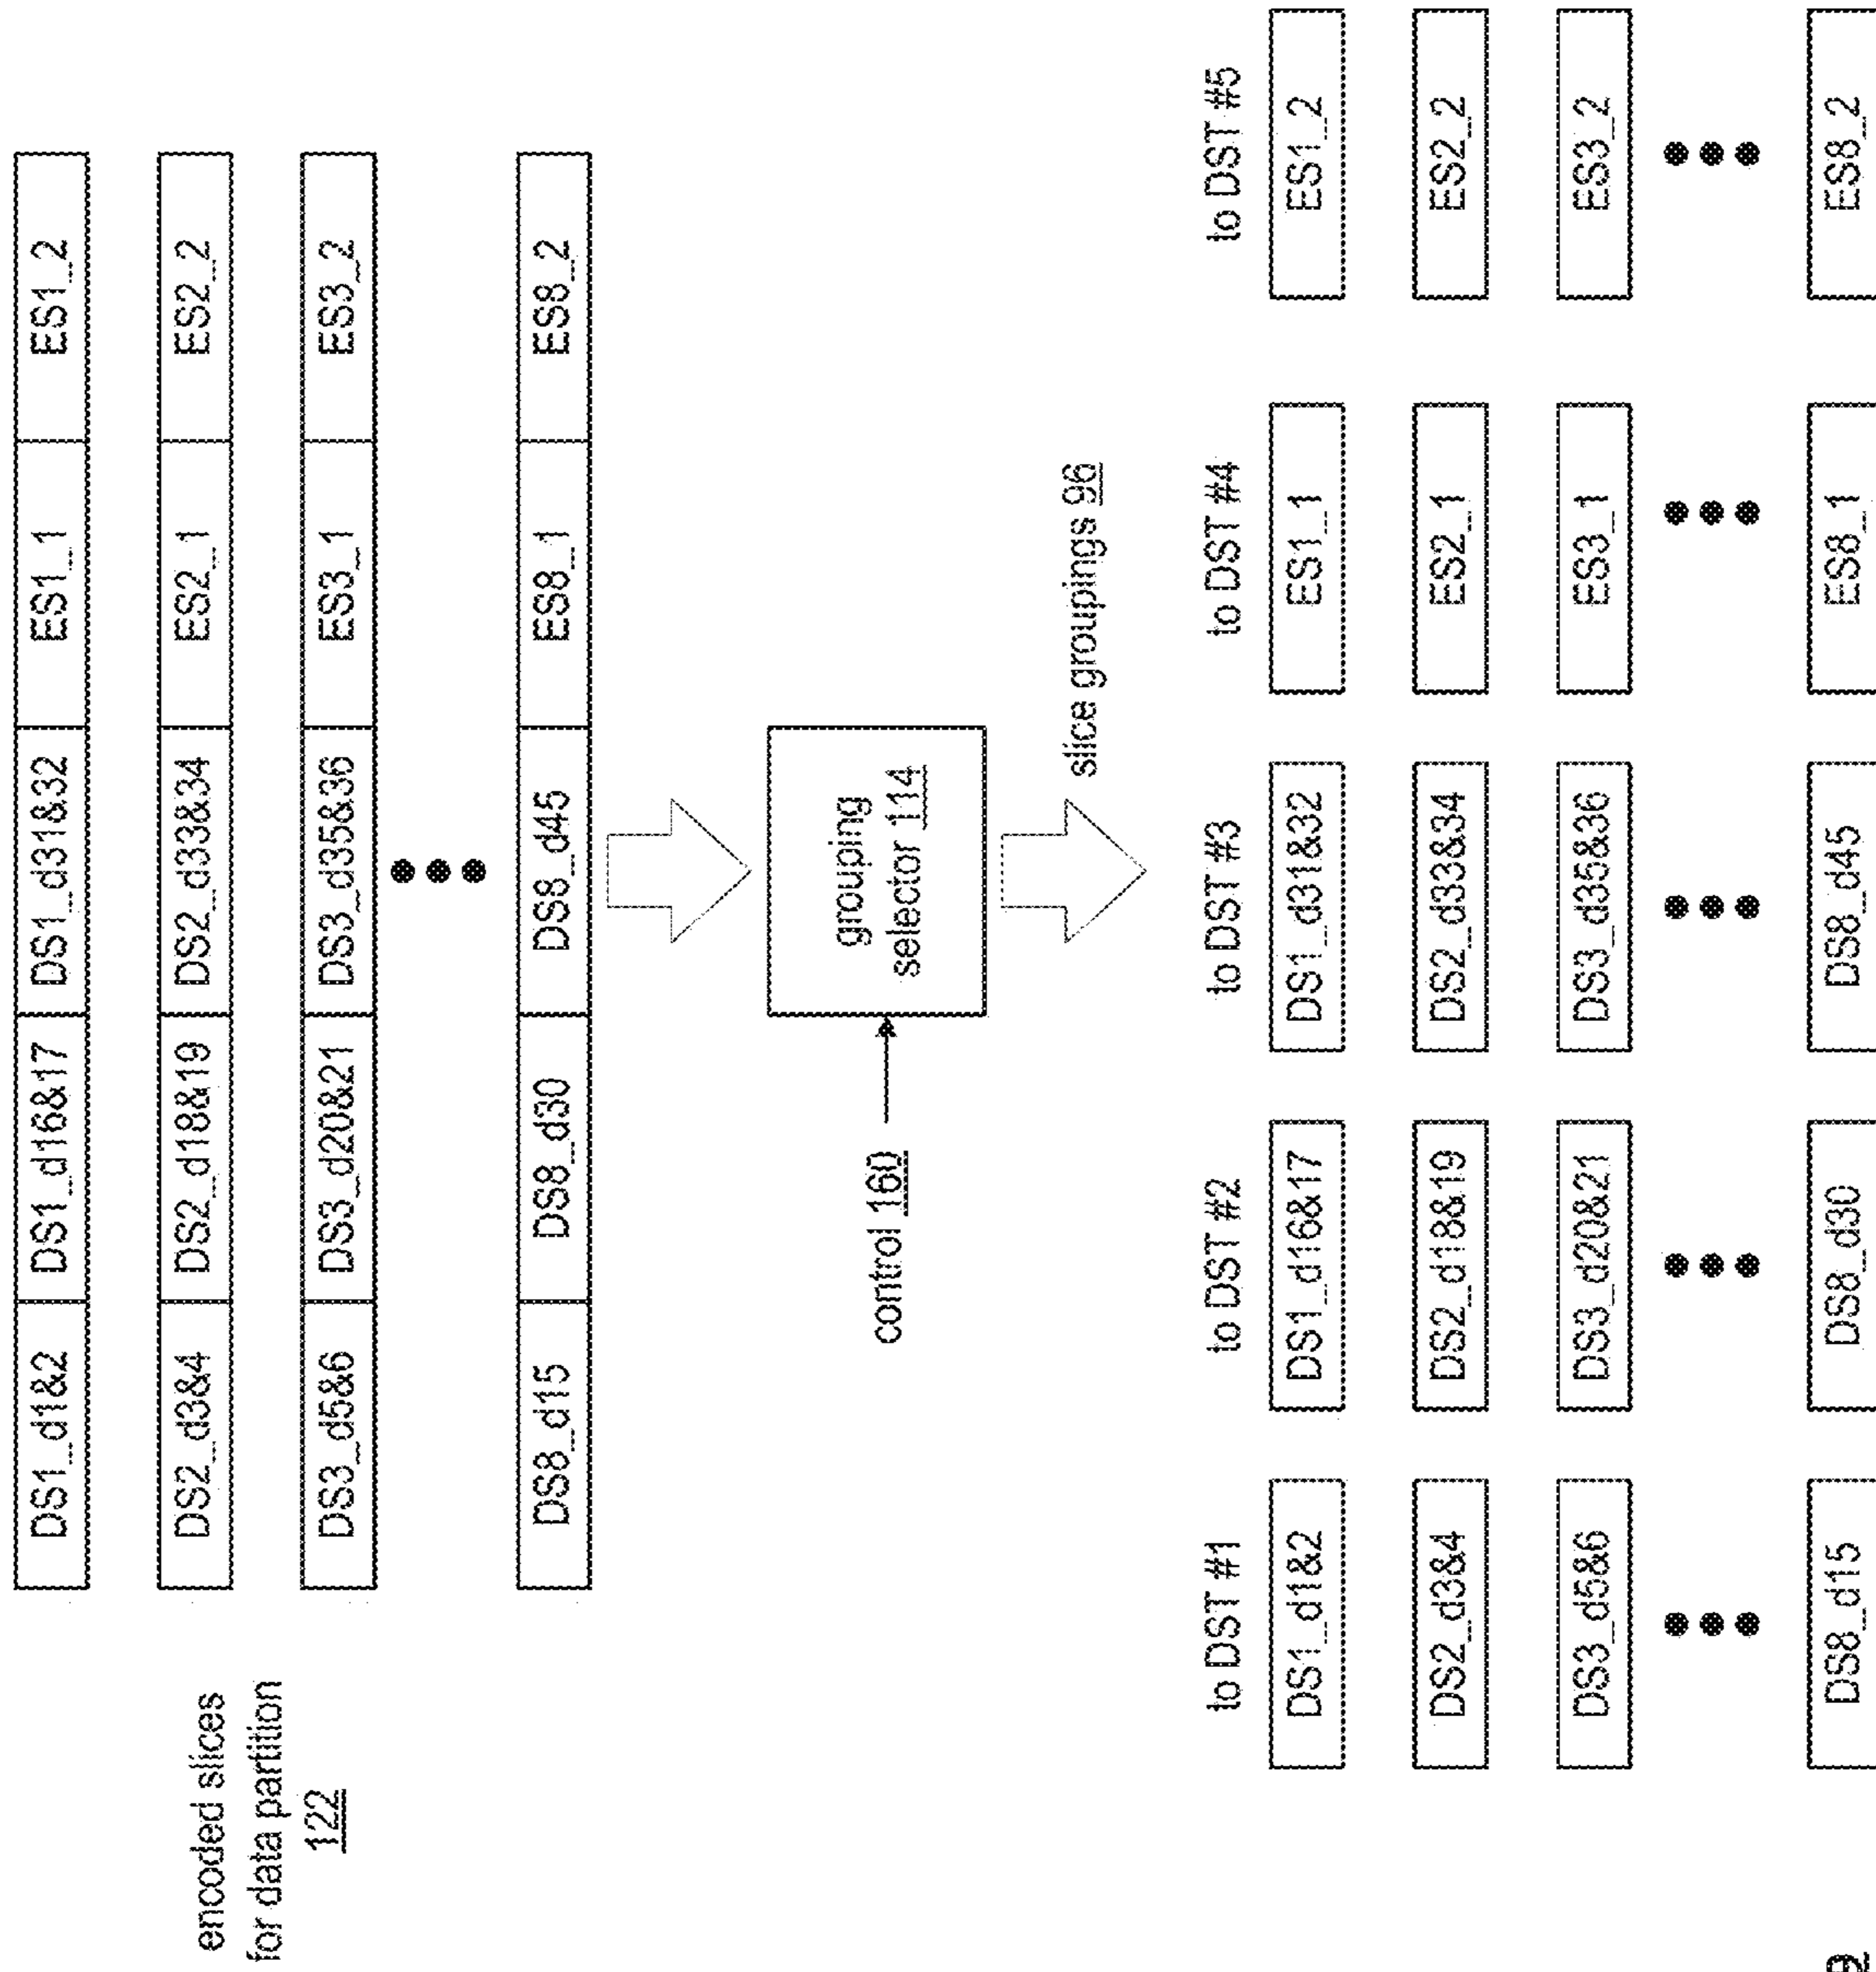 encoded slices
for data partition
122
DS1_d1&2 DS1_d16&17 DS1_d31&32 ES1_1 ES1_2
DS2_d3&4 DS2_d18&19 DS2_d33&34 ES2_1 ES2_2
DS3_d5&6 DS3_d20&21 DS3_d35&36 ES3_1 ES3_2
DS8_d15 DS8_d30 DS8_d45 ES8_1 ES8_2
control 160
grouping
selector 114
slice groupings 96
to DST #1 to DST #2 to DST #3 to DST #4 to DST #5
DS1_d1&2 DS1_d16&17 DS1_d31&32 ES1_1 ES1_2
DS2_d3&4 DS2_d18&19 DS2_d33&34 ES2_1 ES2_2
DS3_d5&6 DS3_d20&21 DS3_d35&36 ES3_1 ES3_2
DS8_d15 DS8_d30 DS8_d45 ES8_1 ES8_2